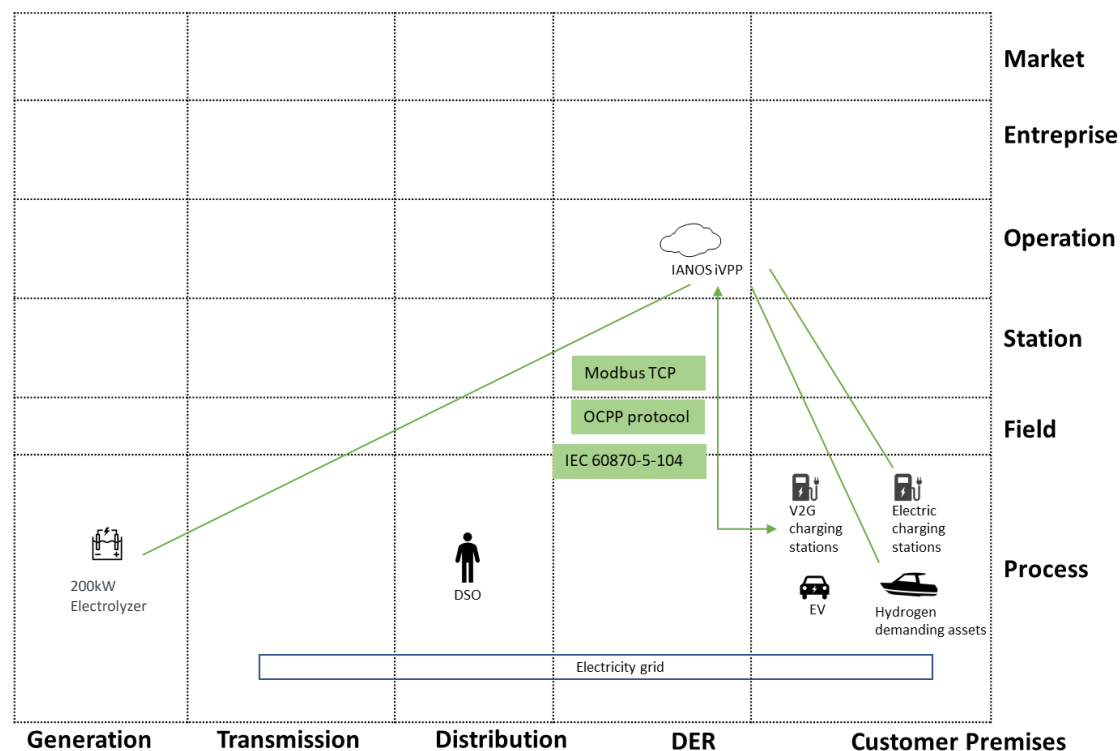 Market
Entreprise
Operation
IANOS iVPP
Station
Modbus TCP
OCPP protocol
Field
IEC 60870-5-104
V2G
charging
stations
Electric
charging
stations
Process
200kW
Electrolyzer
DSO
EV
Hydrogen
demanding assets
Electricity grid
Generation
Transmission
Distribution
DER
Customer Premises